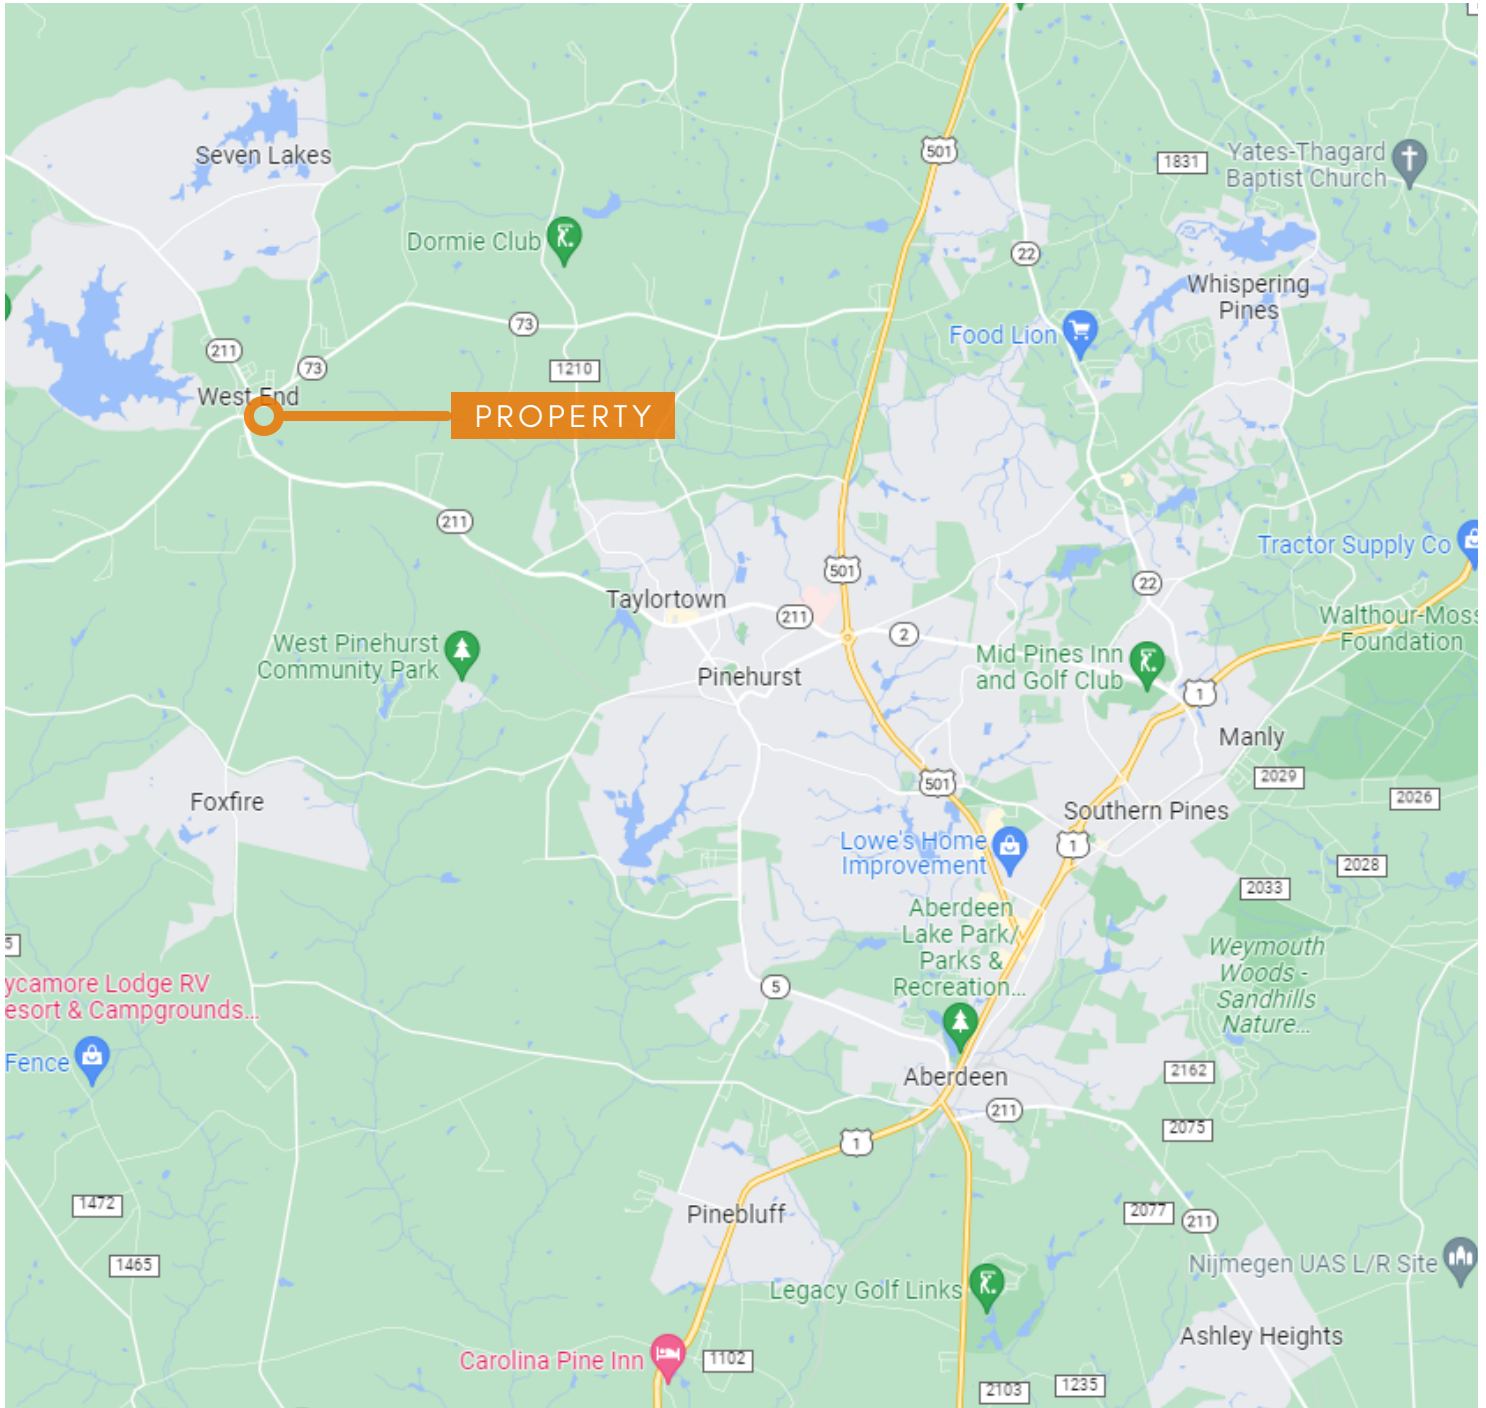 501
Yates-Thagard
Baptist Church
1831
Seven Lakes
Dormie Club
22
Whispering
Pines
73
Food Lion
211
73
1210
West End
PROPERTY
211
Tractor Supply Co
501
22
Taylortown
211
2
Walthour-Moss
Foundation
West Pinehurst
Community Park
Mid Pines Inn
and Golf Club
Pinehurst
1
Manly
2029
501
2026
Foxfire
Southern Pines
Lowe's Home
Improvement
1
2028
2033
Aberdeen
Lake Park/
Parks &
Recreation...
5
Weymouth
Woods -
Sandhills
Nature...
ycamore Lodge RV
esort & Campgrounds...
5
Fence
2162
Aberdeen
211
2075
1
1472
Pinebluff
2077
211
1465
Nijmegen UAS L/R Site
Legacy Golf Links
Ashley Heights
Carolina Pine Inn
1102
2103
1235